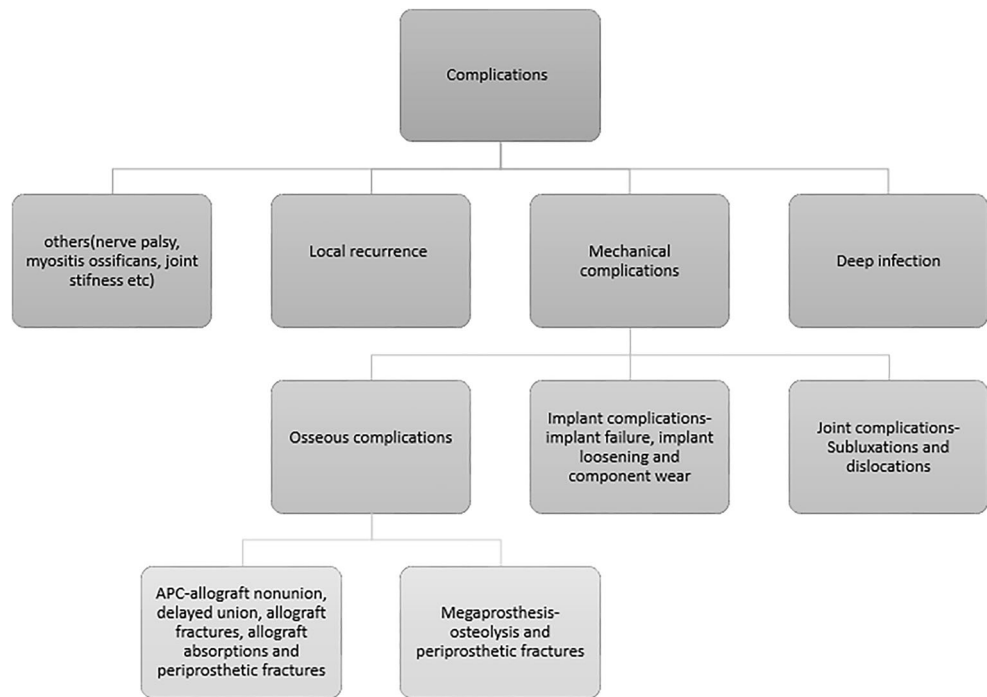 Complications
others(nerve palsy,
myositis ossificans, joint
stifness etc)
Local recurrence
Mechanical
complications
Deep infection
Osseous complications
Implant complications-
implant failure, implant
loosening and
component wear
Joint complications-
Subluxations and
dislocations
APC-allograft nonunion,
delayed union, allograft
fractures, allograft
absorptions and
periprosthetic fractures
Megaprosthesis-
osteolysis and
periprosthetic fractures